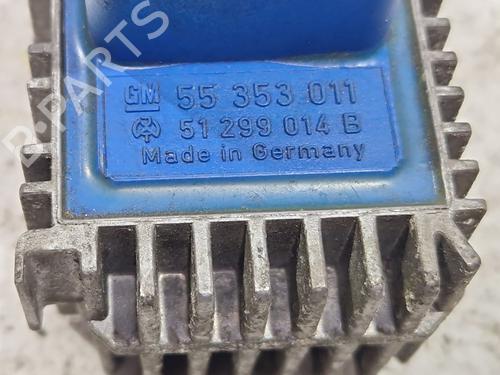 B-PARTS
GM 55 353 011
51 299 014 B
Made in Germany